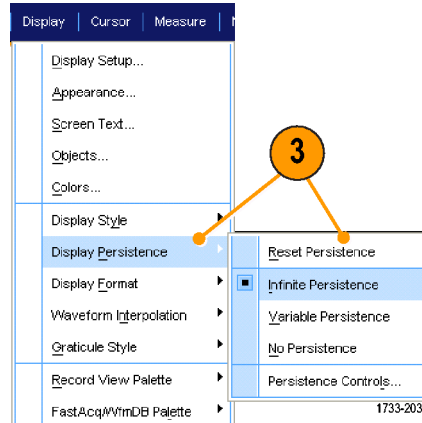 Display Cursor Measure
Display Setup...
Appearance...
Screen Text...
Objects...
Colors...
3
Display Style
Display Persistence
Reset Persistence
Display Format
Infinite Persistence
Waveform Interpolation
Variable Persistence
Graticule Style
No Persistence
Record View Palette
Persistence Controls...
FastAcq/WfmDB Palette
1733-203